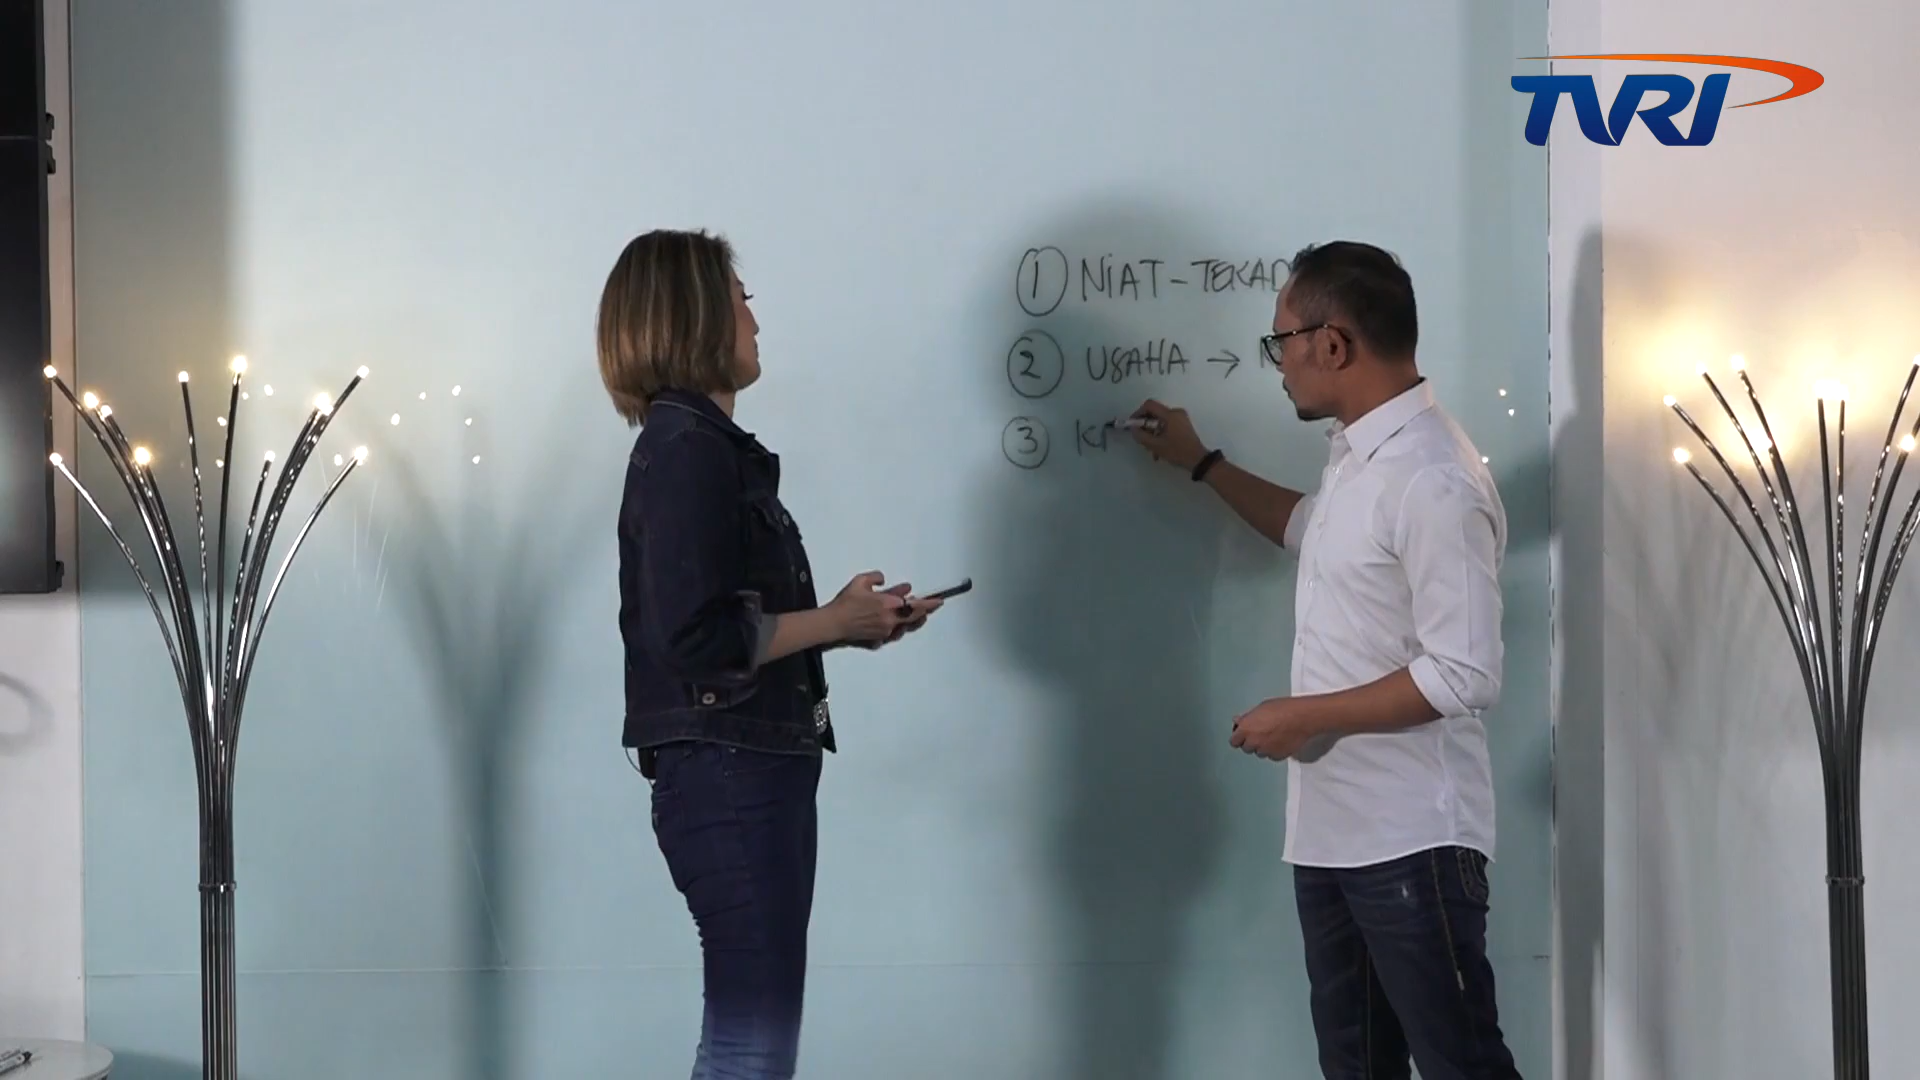 TVRI
1 NiAT - TEKAD
2 USAHA →
3